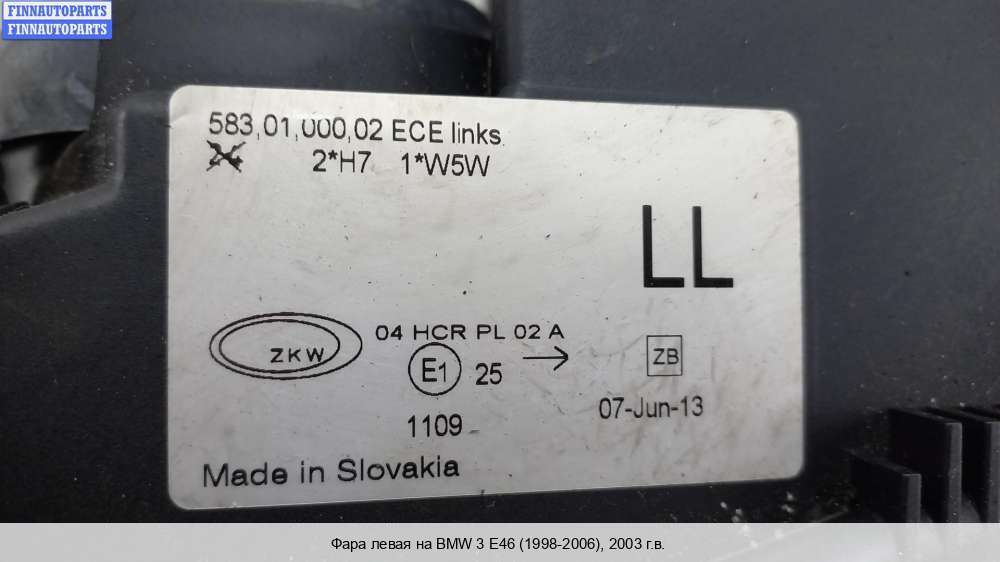 FINNAUTOPARTS
FINNAUTOPARTS
583,01,000,02 ECE links
2*H7 1*W5W
LL
ZKW
04 HCR PL 02 A
E1 25
ZB
1109
07-Jun-13
Made in Slovakia
Фара левая на BMW 3 E46 (1998-2006), 2003 г.в.